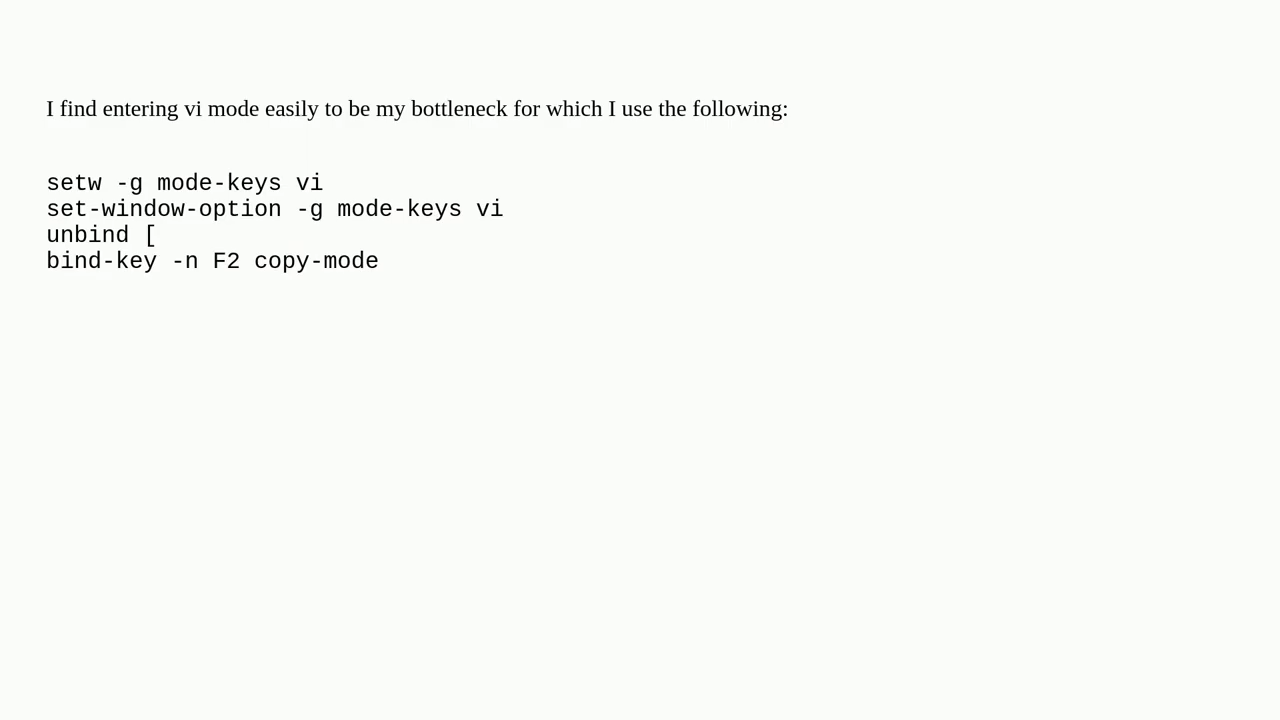 I find entering vi mode easily to be my bottleneck for which I use the following:
setw -g mode-keys vi
set-window-option -g mode-keys vi
unbind [
bind-key -n F2 copy-mode